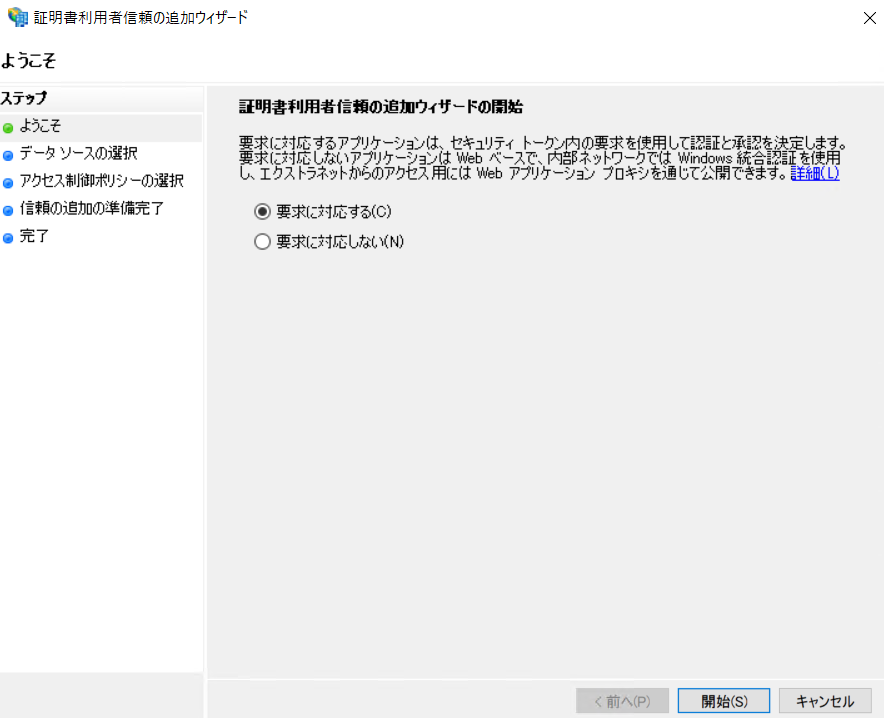 証明書利用者信頼の追加ウィザード
ようこそ
ステップ
ようこそ
データ ソースの選択
アクセス制御ポリシーの選択
信頼の追加の準備完了
完了
証明書利用者信頼の追加ウィザードの開始
要求に対応するアプリケーションは、セキュリティ トークン内の要求を使用して認証と承認を決定します。
要求に対応しないアプリケーションは Web ベースで、内部ネットワークでは Windows 統合認証を使用
し、エクストラネットからのアクセス用には Web アプリケーション プロキシを通じて公開できます。詳細(L)
要求に対応する(C)
要求に対応しない(N)
< 前へ(P)
開始(S)
キャンセル